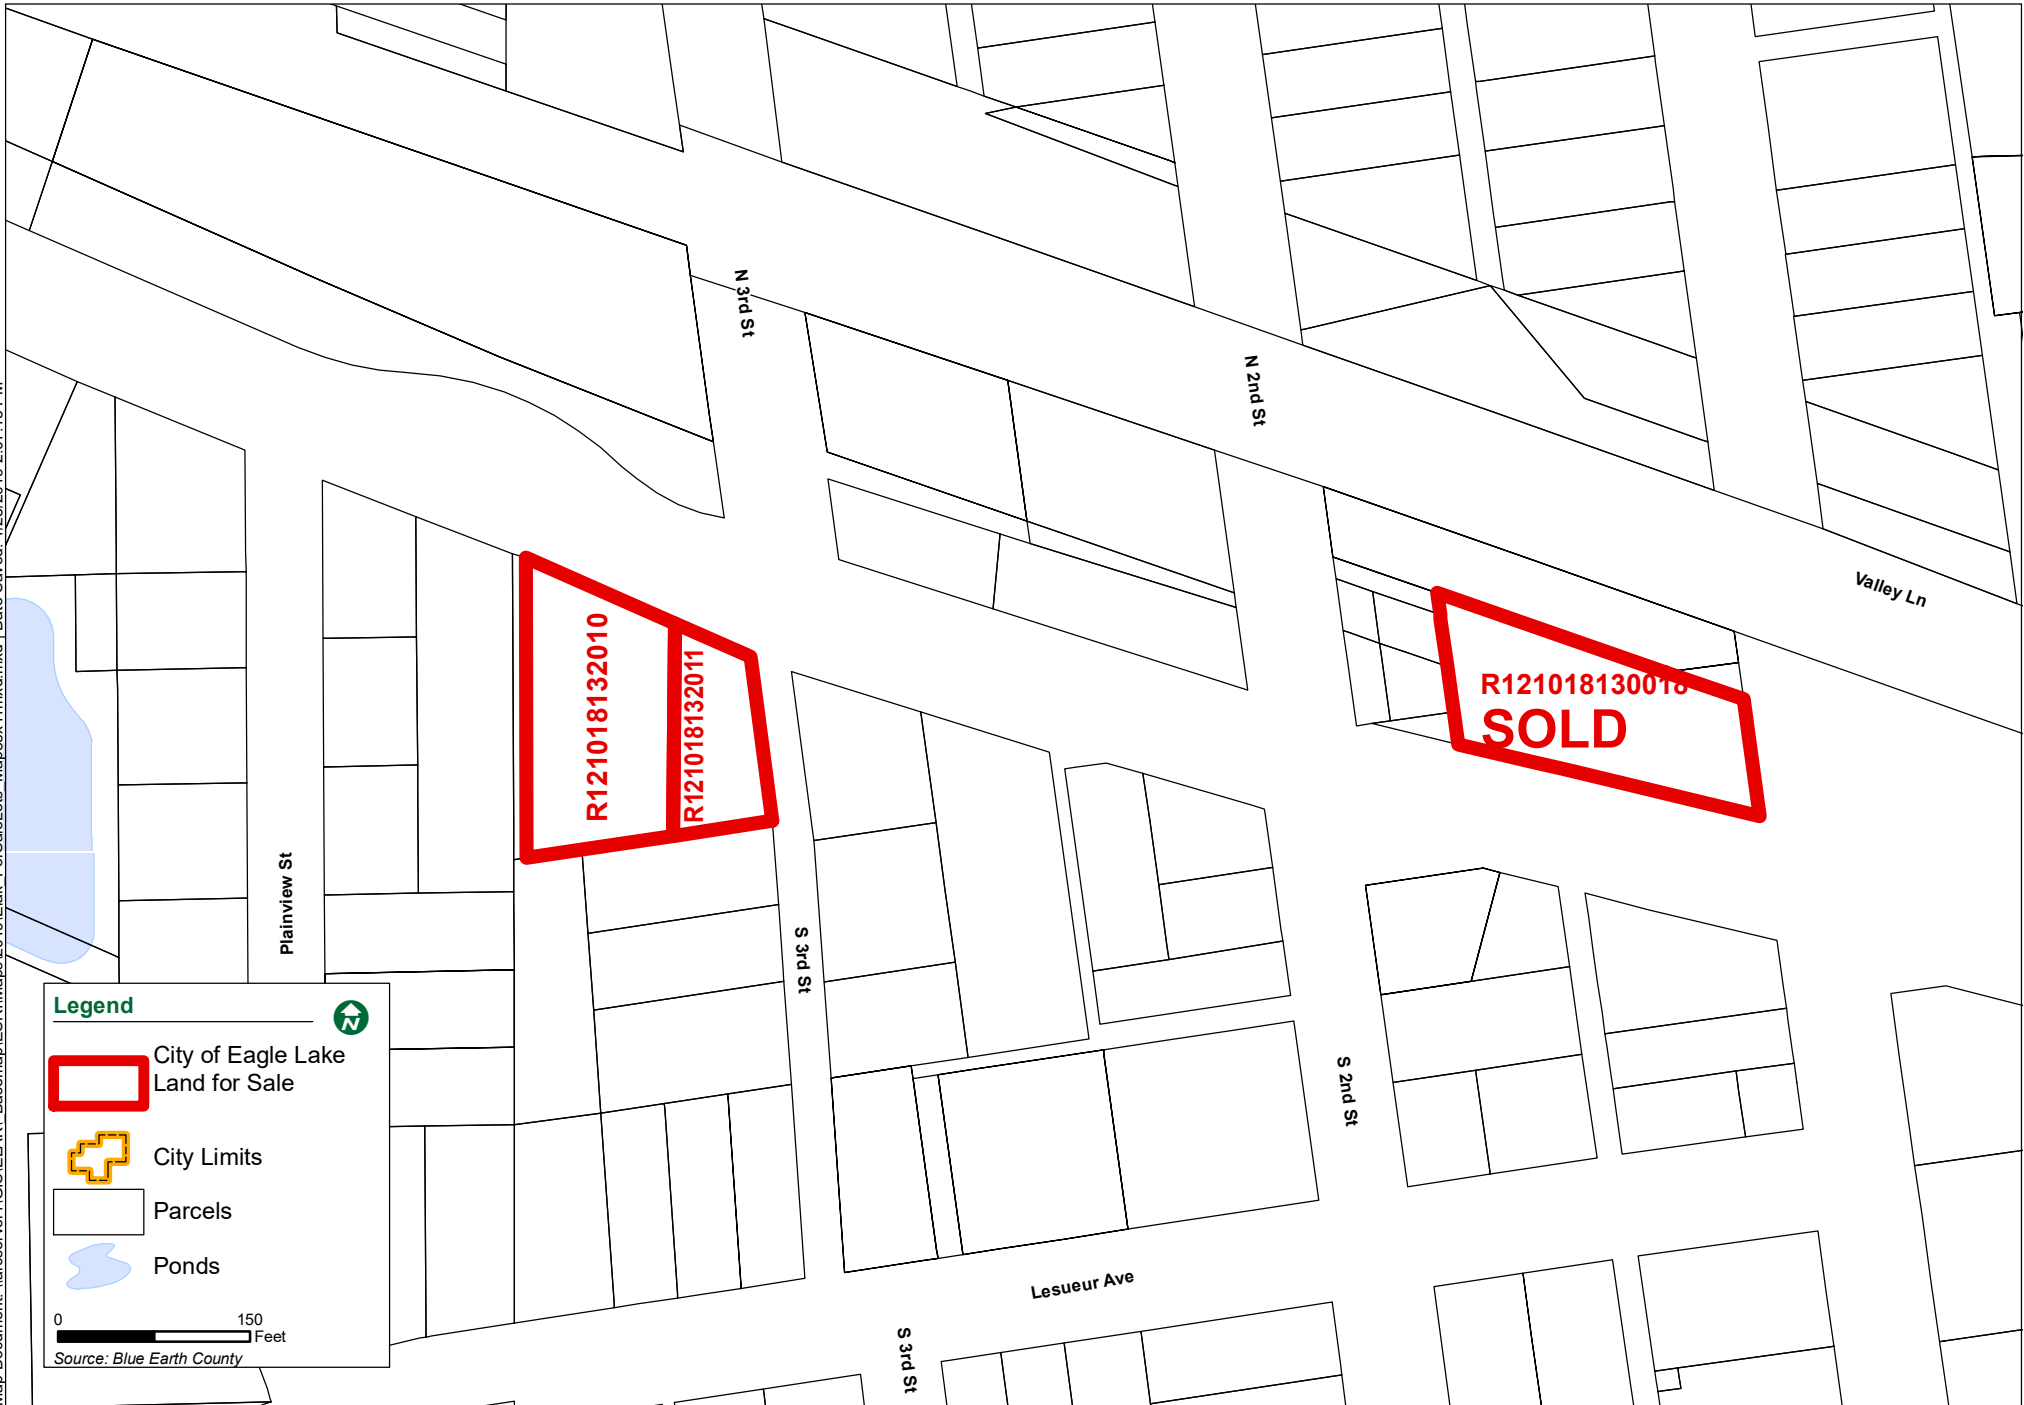 N 3rd St
N 2nd St
Valley Ln
R121018132010
R121018132011
R121018130018
SOLD
Plainview St
S 3rd St
S 2nd St
Lesueur Ave
S 3rd St
Legend
N
City of Eagle Lake
Land for Sale
City Limits
Parcels
Ponds
0 150
Feet
Source: Blue Earth County